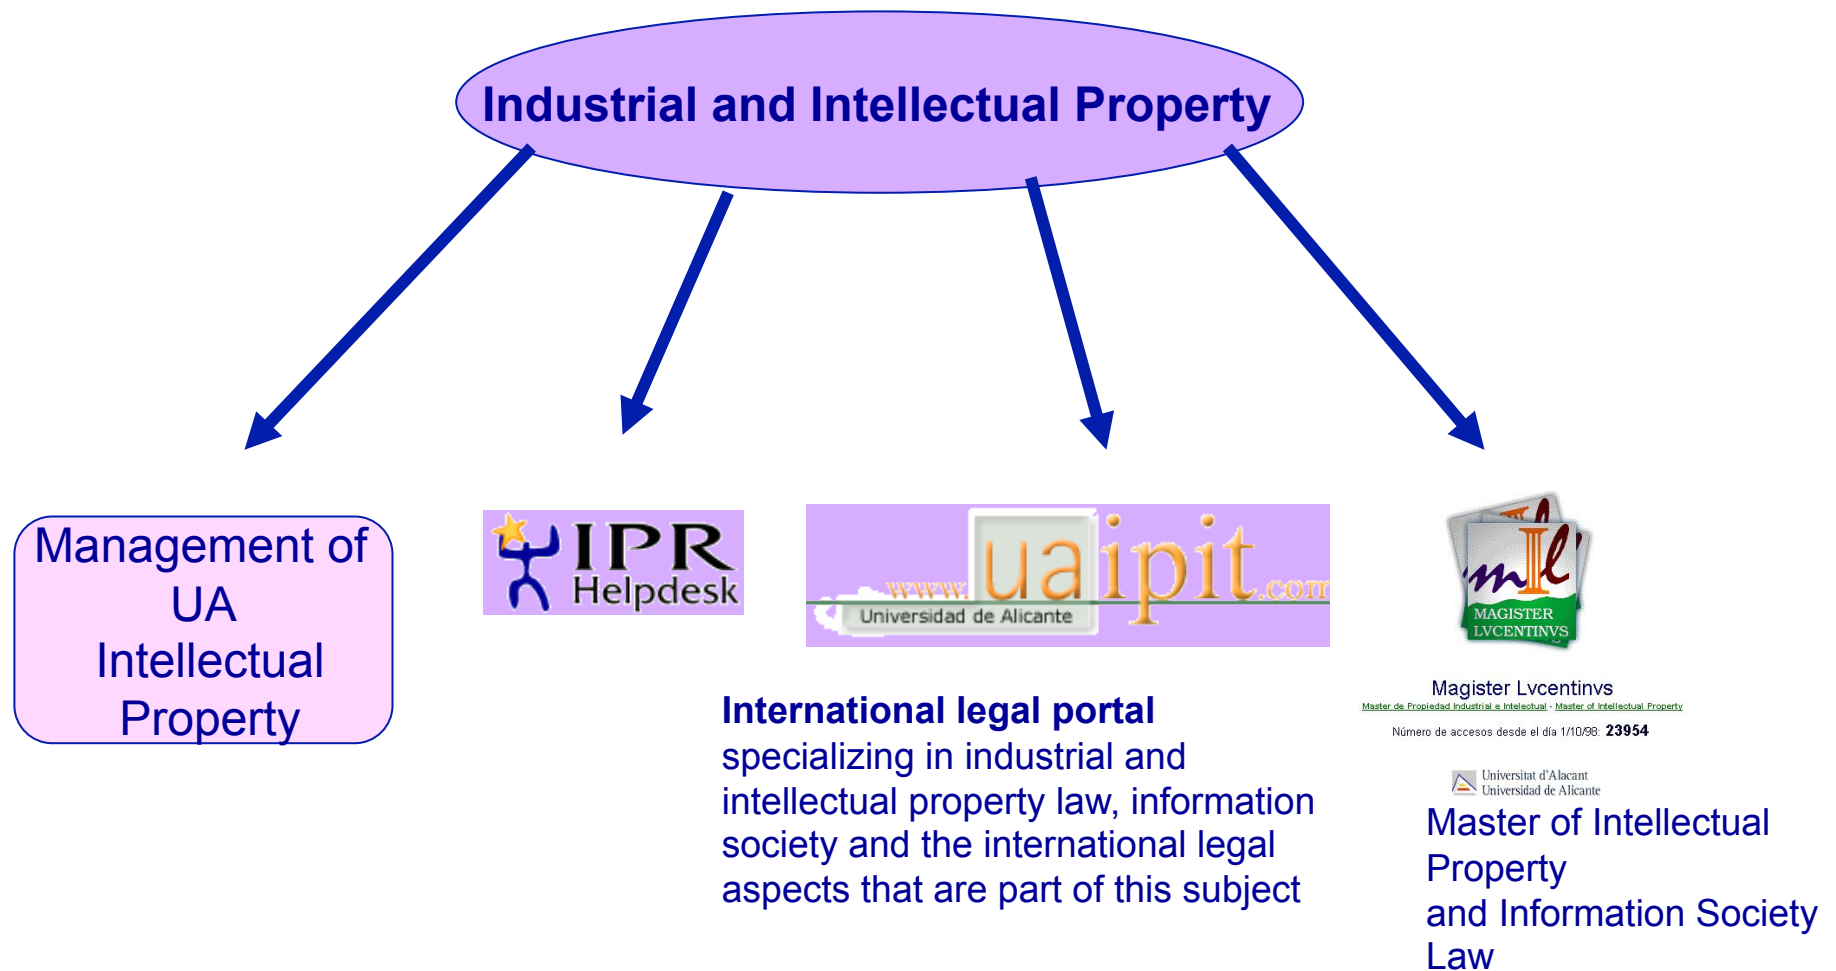 Industrial and Intellectual Property
Management of
UA
Intellectual
Property
IPR
Helpdesk
www.uaipit.com
Universidad de Alicante
International legal portal
specializing in industrial and
intellectual property law, information
society and the international legal
aspects that are part of this subject
ml
MAGISTER
LVCENTINVS
Magister Lvcentinvs
Master de Propiedad Industrial e Intelectual - Master of Intellectual Property
Número de accesos desde el día 1/10/98: 23954
Universitat d'Alacant
Universidad de Alicante
Master of Intellectual
Property
and Information Society
Law